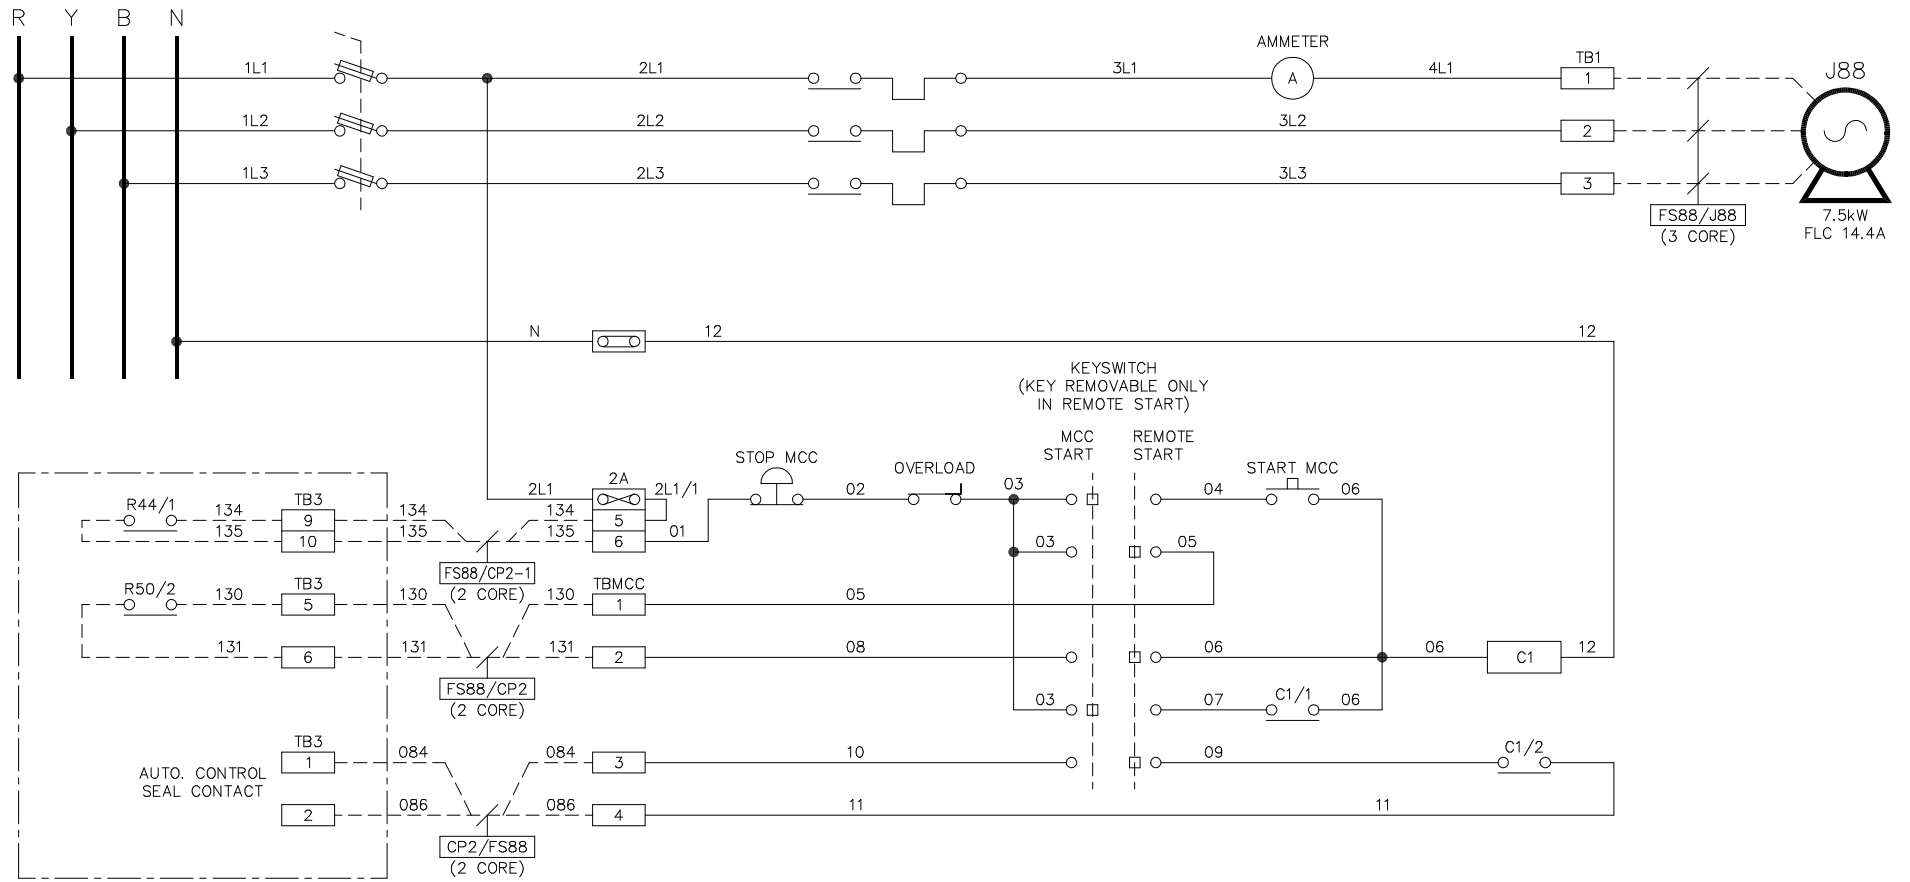 R Y B N
AMMETER
1L1 2L1 3L1 A 4L1 TB1
1
J88
1L2 2L2 3L2 2
1L3 2L3 3L3 3
FS88/J88
(3 CORE)
7.5kW
FLC 14.4A
N 12 12
KEYSWITCH
(KEY REMOVABLE ONLY
IN REMOTE START)
MCC
START
REMOTE
START
STOP MCC
OVERLOAD
START MCC
2L1 2A 2L1/1 02 03 04 06
R44/1 134 TB3 134 134
9 5
135 135 135 01
10 6
03 05
FS88/CP2-1
(2 CORE)
R50/2 130 TB3 130 130 TBMCC 05
5 1
131 131 131 08 06 06 12
6 2 C1
FS88/CP2
(2 CORE)
03 07 C1/1 06
TB3 084 084 10 09 C1/2
1 3
AUTO. CONTROL
SEAL CONTACT
086 086 11 11
2 4
CP2/FS88
(2 CORE)